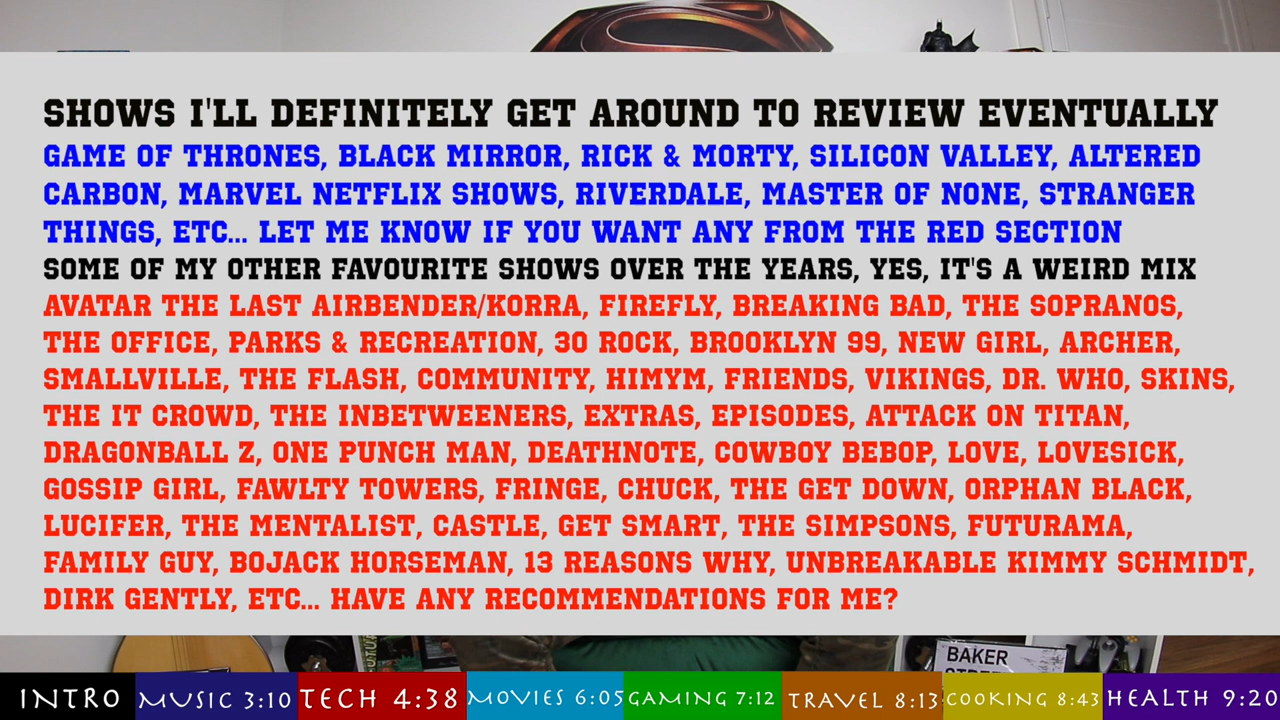 SHOWS I'LL DEFINITELY GET AROUND TO REVIEW EVENTUALLY
GAME OF THRONES, BLACK MIRROR, RICK & MORTY, SILICON VALLEY, ALTERED
CARBON, MARVEL NETFLIX SHOWS, RIVERDALE, MASTER OF NONE, STRANGER
THINGS, ETC... LET ME KNOW IF YOU WANT ANY FROM THE RED SECTION
SOME OF MY OTHER FAVOURITE SHOWS OVER THE YEARS, YES, IT'S A WEIRD MIX
AVATAR THE LAST AIRBENDER/KORRA, FIREFLY, BREAKING BAD, THE SOPRANOS,
THE OFFICE, PARKS & RECREATION, 30 ROCK, BROOKLYN 99, NEW GIRL, ARCHER,
SMALLVILLE, THE FLASH, COMMUNITY, HIMYM, FRIENDS, VIKINGS, DR. WHO, SKINS,
THE IT CROWD, THE INBETWEENERS, EXTRAS, EPISODES, ATTACK ON TITAN,
DRAGONBALL Z, ONE PUNCH MAN, DEATHNOTE, COWBOY BEBOP, LOVE, LOVESICK,
GOSSIP GIRL, FAWLTY TOWERS, FRINGE, CHUCK, THE GET DOWN, ORPHAN BLACK,
LUCIFER, THE MENTALIST, CASTLE, GET SMART, THE SIMPSONS, FUTURAMA,
FAMILY GUY, BOJACK HORSEMAN, 13 REASONS WHY, UNBREAKABLE KIMMY SCHMIDT,
DIRK GENTLY, ETC... HAVE ANY RECOMMENDATIONS FOR ME?
BAKER
INTRO MUSIC 3:10 TECH 4:38 MOVIES 6:05 GAMING 7:12 TRAVEL 8:13 COOKING 8:43 HEALTH 9:20